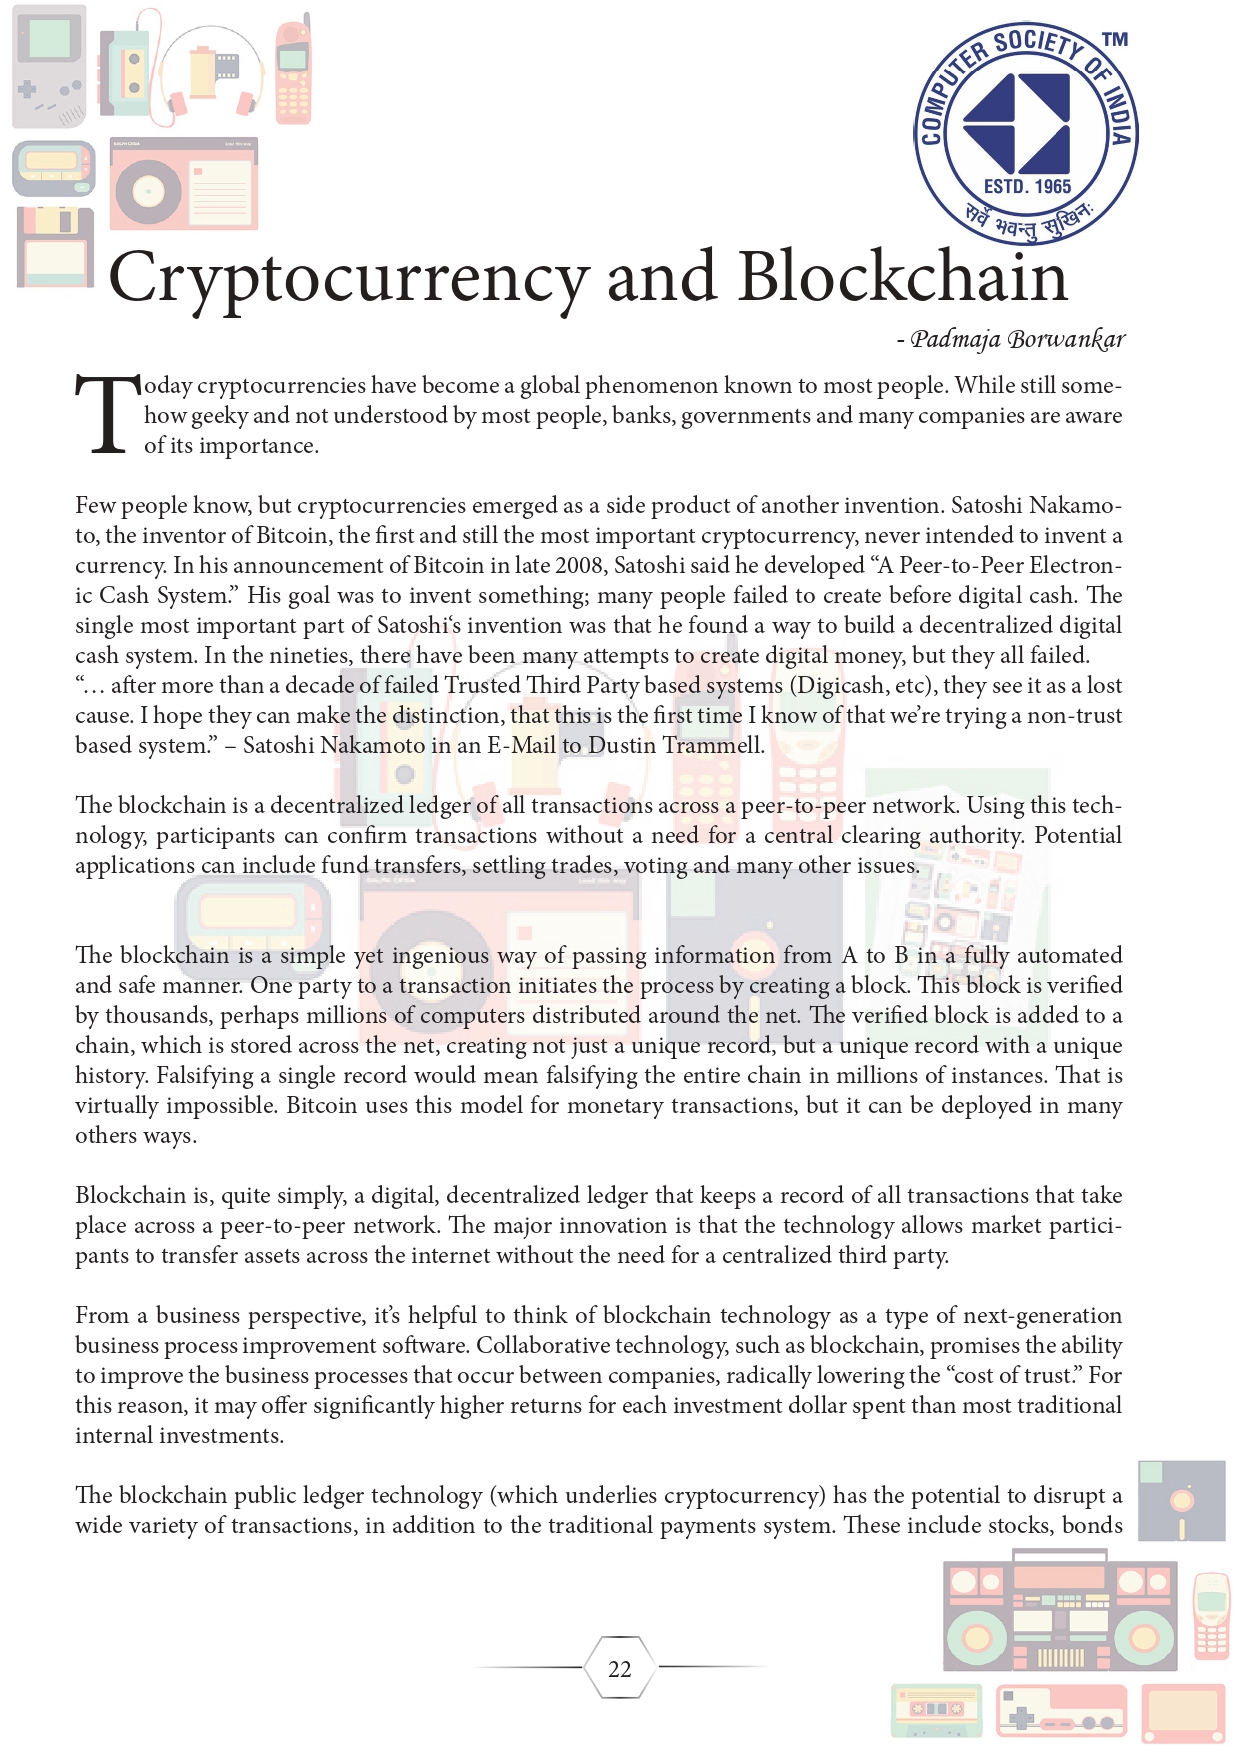 COMPUTER SOCIETY OF INDIA
TM
ESTD. 1965
सर्वे भवन्तु सुखिनः
Cryptocurrency and Blockchain
- Padmaja Borwankar
Today cryptocurrencies have become a global phenomenon known to most people. While still some-
how geeky and not understood by most people, banks, governments and many companies are aware
of its importance.
Few people know, but cryptocurrencies emerged as a side product of another invention. Satoshi Nakamo-
to, the inventor of Bitcoin, the first and still the most important cryptocurrency, never intended to invent a
currency. In his announcement of Bitcoin in late 2008, Satoshi said he developed “A Peer-to-Peer Electron-
ic Cash System.” His goal was to invent something; many people failed to create before digital cash. The
single most important part of Satoshi‘s invention was that he found a way to build a decentralized digital
cash system. In the nineties, there have been many attempts to create digital money, but they all failed.
“… after more than a decade of failed Trusted Third Party based systems (Digicash, etc), they see it as a lost
cause. I hope they can make the distinction, that this is the first time I know of that we’re trying a non-trust
based system.” – Satoshi Nakamoto in an E-Mail to Dustin Trammell.
The blockchain is a decentralized ledger of all transactions across a peer-to-peer network. Using this tech-
nology, participants can confirm transactions without a need for a central clearing authority. Potential
applications can include fund transfers, settling trades, voting and many other issues.
The blockchain is a simple yet ingenious way of passing information from A to B in a fully automated
and safe manner. One party to a transaction initiates the process by creating a block. This block is verified
by thousands, perhaps millions of computers distributed around the net. The verified block is added to a
chain, which is stored across the net, creating not just a unique record, but a unique record with a unique
history. Falsifying a single record would mean falsifying the entire chain in millions of instances. That is
virtually impossible. Bitcoin uses this model for monetary transactions, but it can be deployed in many
others ways.
Blockchain is, quite simply, a digital, decentralized ledger that keeps a record of all transactions that take
place across a peer-to-peer network. The major innovation is that the technology allows market partici-
pants to transfer assets across the internet without the need for a centralized third party.
From a business perspective, it’s helpful to think of blockchain technology as a type of next-generation
business process improvement software. Collaborative technology, such as blockchain, promises the ability
to improve the business processes that occur between companies, radically lowering the “cost of trust.” For
this reason, it may offer significantly higher returns for each investment dollar spent than most traditional
internal investments.
The blockchain public ledger technology (which underlies cryptocurrency) has the potential to disrupt a
wide variety of transactions, in addition to the traditional payments system. These include stocks, bonds
22